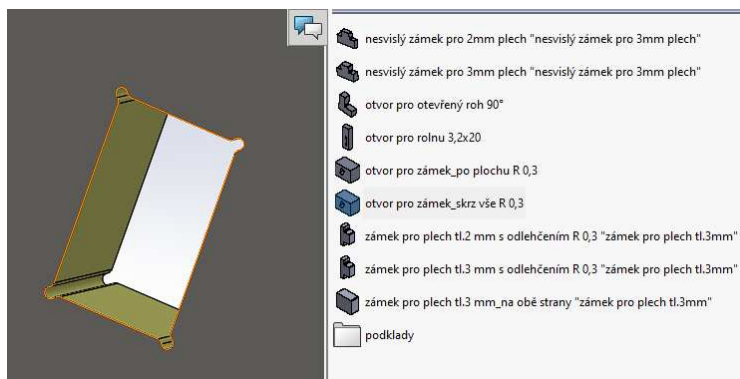 nesvislý zámek pro 2mm plech "nesvislý zámek pro 3mm plech"
nesvislý zámek pro 3mm plech "nesvislý zámek pro 3mm plech"
otvor pro otevřený roh 90°
otvor pro rolnu 3,2x20
otvor pro zámek_po plochu R 0,3
otvor pro zámek_skrz vše R 0,3
zámek pro plech tl.2 mm s odlehčením R 0,3 "zámek pro plech tl.3mm"
zámek pro plech tl.3 mm s odlehčením R 0,3 "zámek pro plech tl.3mm"
zámek pro plech tl.3 mm_na obě strany "zámek pro plech tl.3mm"
podklady